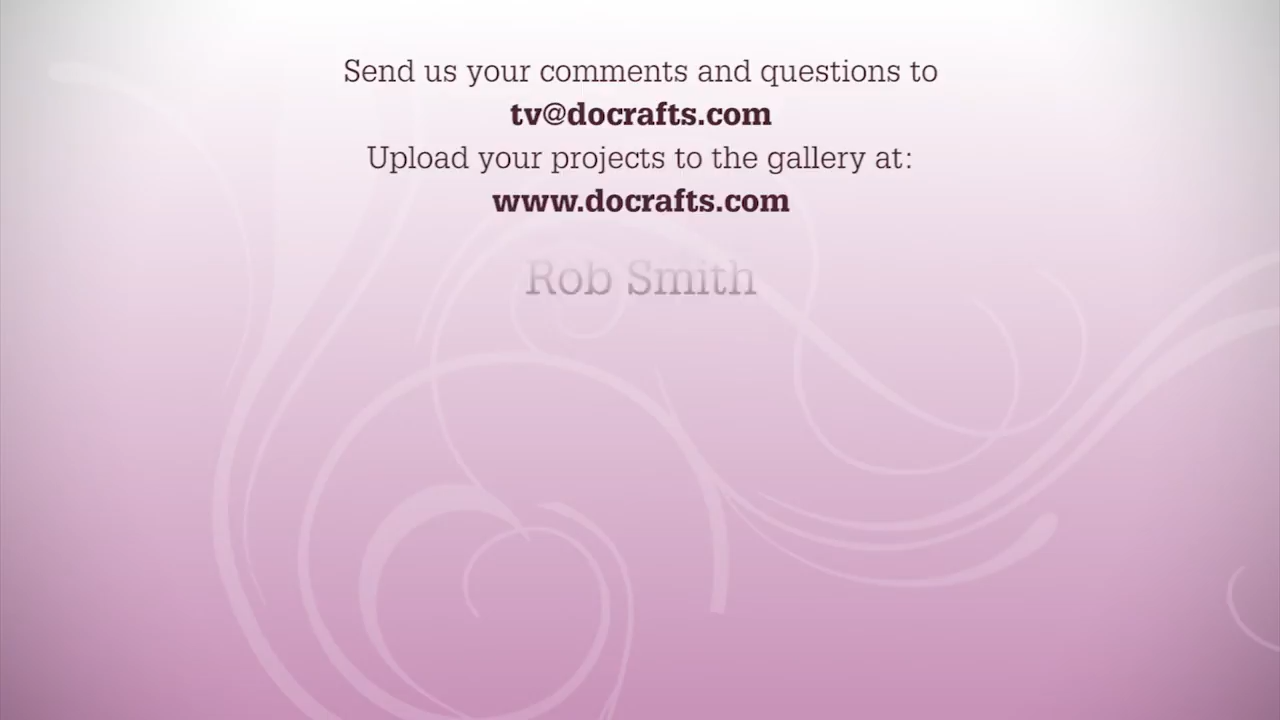 Send us your comments and questions to
tv@docrafts.com
Upload your projects to the gallery at:
www.docrafts.com
Rob Smith